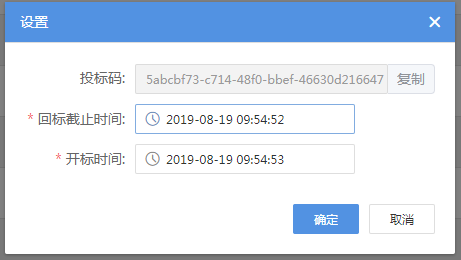 设置
投标码: 5abcbf73-c714-48f0-bbef-46630d216647 复制
* 回标截止时间: 2019-08-19 09:54:52
* 开标时间: 2019-08-19 09:54:53
确定 取消